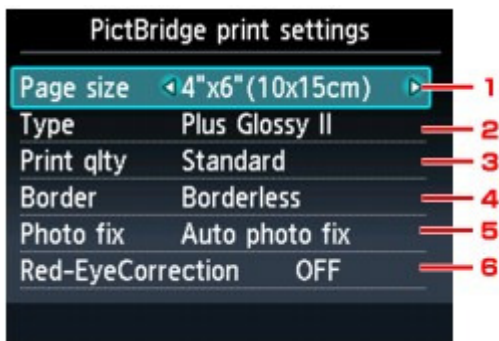 PictBridge print settings
Page size 4"x6"(10x15cm) 1
Type Plus Glossy II 2
Print qlty Standard 3
Border Borderless 4
Photo fix Auto photo fix 5
Red-EyeCorrection OFF 6